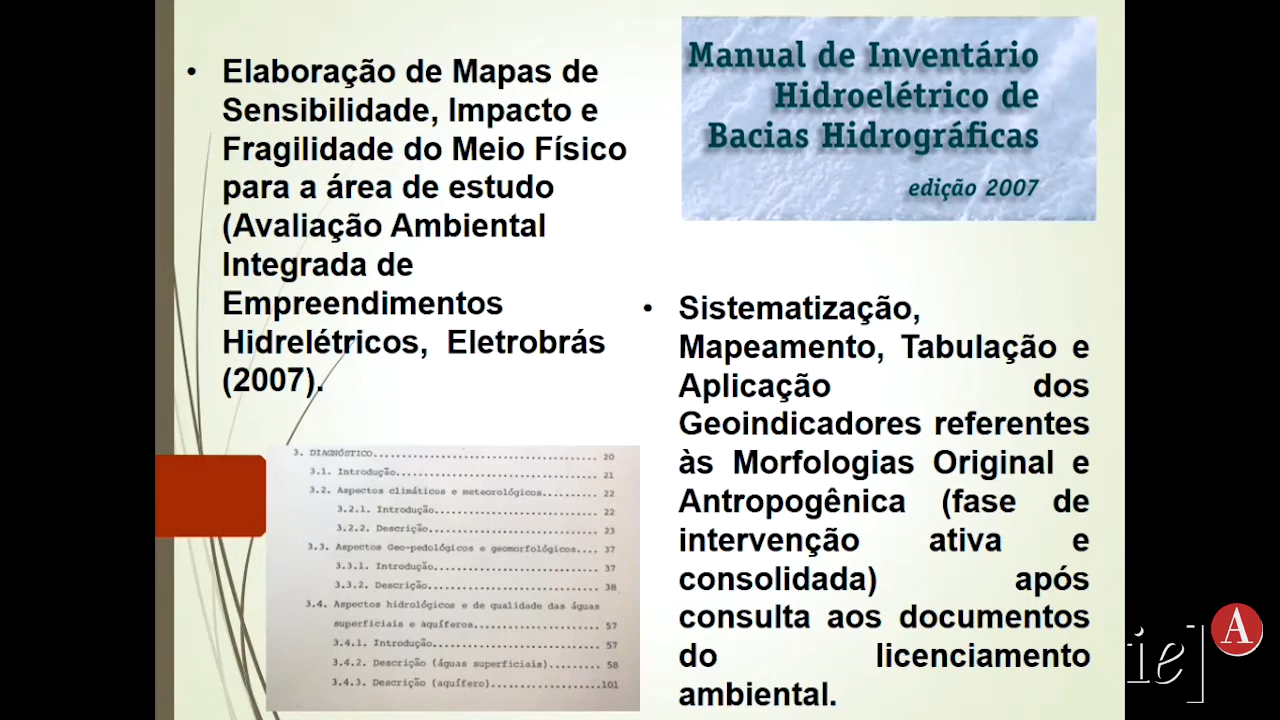 • Elaboração de Mapas de
Sensibilidade, Impacto e
Fragilidade do Meio Físico
para a área de estudo
(Avaliação Ambiental
Integrada de
Empreendimentos
Hidrelétricos, Eletrobrás
(2007).
Manual de Inventário
Hidroelétrico de
Bacias Hidrográficas
edição 2007
• Sistematização,
Mapeamento, Tabulação e
Aplicação dos
Geoindicadores referentes
às Morfologias Original e
Antropogênica (fase de
intervenção ativa e
consolidada) após
consulta aos documentos
do licenciamento
ambiental.
3. DIAGNÓSTICO.................... 20
3.1. Introdução.................... 21
3.2. Aspectos climáticos e meteorológicos.......... 22
3.2.1. Introdução.................... 22
3.2.2. Descrição.................... 23
3.3. Aspectos Geo-pedológicos e geomorfológicos.... 37
3.3.1. Introdução.................... 37
3.3.2. Descrição.................... 38
3.4. Aspectos hidrológicos e de qualidade das águas
superficiais e aquíferos.................... 57
3.4.1. Introdução.................... 57
3.4.2. Descrição (águas superficiais)......... 58
3.4.3. Descrição (aquífero)....................101
ie]
A